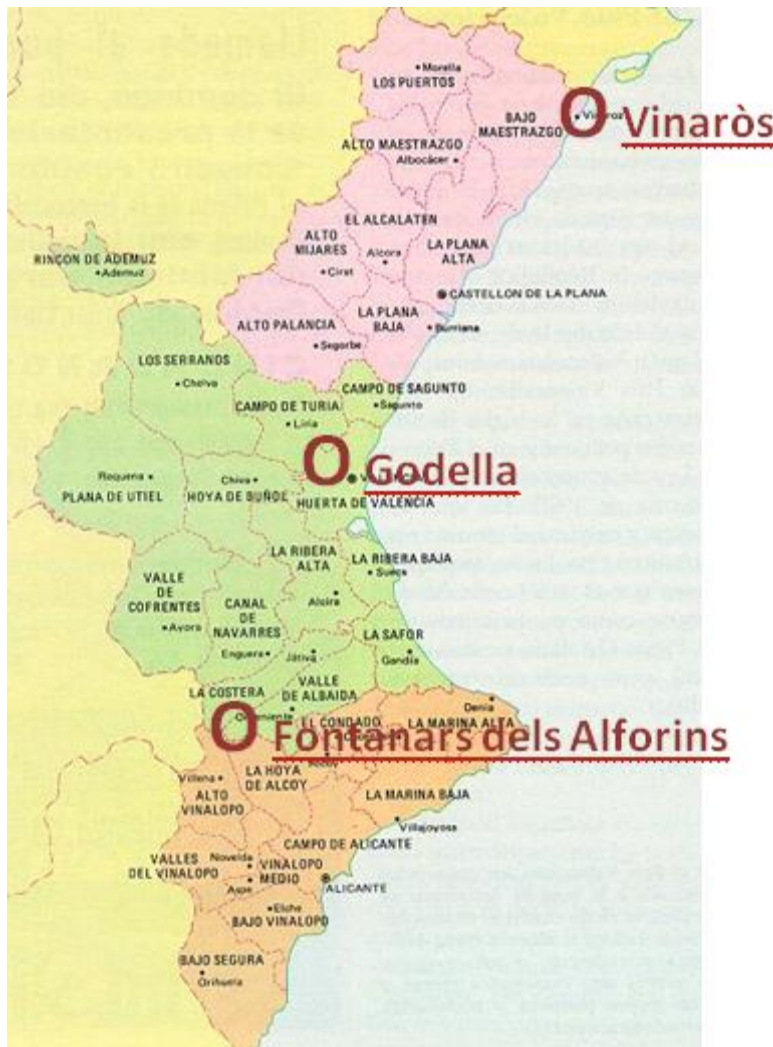 Morella
LOS PUERTOS
BAJO
MAESTRAZGO
Vinaròs
ALTO MAESTRAZGO
Albocácer
EL ALCALATEN
ALTO
MIJARES
Alcora
LA PLANA
ALTA
Cirat
RINCON DE ADEMUZ
Ademuz
CASTELLON DE LA PLANA
LA PLANA
BAJA
ALTO PALANCIA
Burriana
Segorbe
LOS SERRANOS
Chelva
CAMPO DE SAGUNTO
CAMPO DE TURIA
Sagunto
Liria
Godella
Requena
Chiva
PLANA DE UTIEL
HOYA DE BUÑOL
HUERTA DE VALENCIA
LA RIBERA
ALTA
LA RIBERA BAJA
Sueca
VALLE
DE
COFRENTES
Ayora
CANAL
DE
NAVARRES
Alcira
LA SAFOR
Enguera
Játiva
Gandía
LA COSTERA
VALLE
DE ALBAIDA
Denia
EL CONDADO
LA MARINA ALTA
Fontanars dels Alforins
Villena
ALTO
VINALOPO
LA HOYA
DE ALCOY
LA MARINA BAJA
Villajoyosa
CAMPO DE ALICANTE
VALLES
DEL VINALOPO
Novelda
VINALOPO
MEDIO
Aspe
ALICANTE
Elche
BAJO VINALOPO
BAJO SEGURA
Orihuela